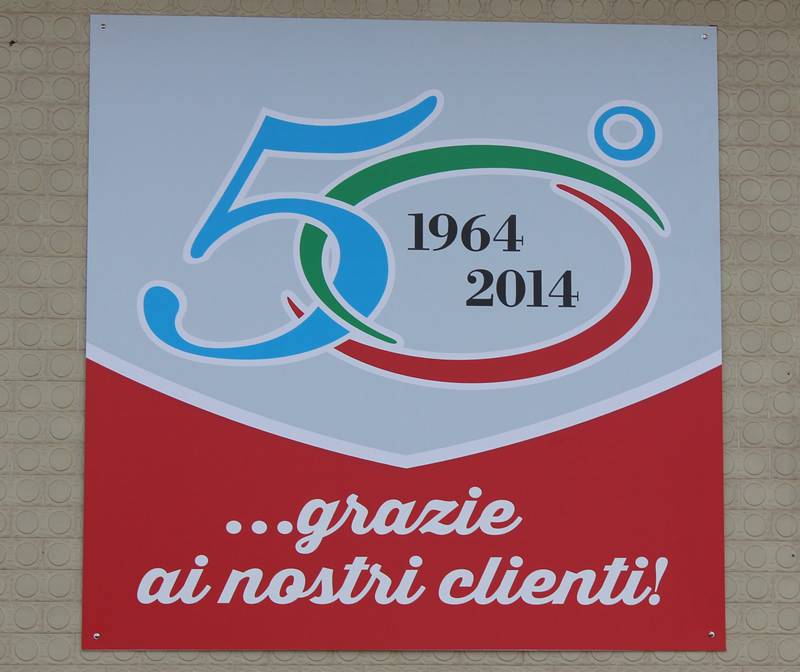 50°
1964
2014
...grazie
ai nostri clienti!